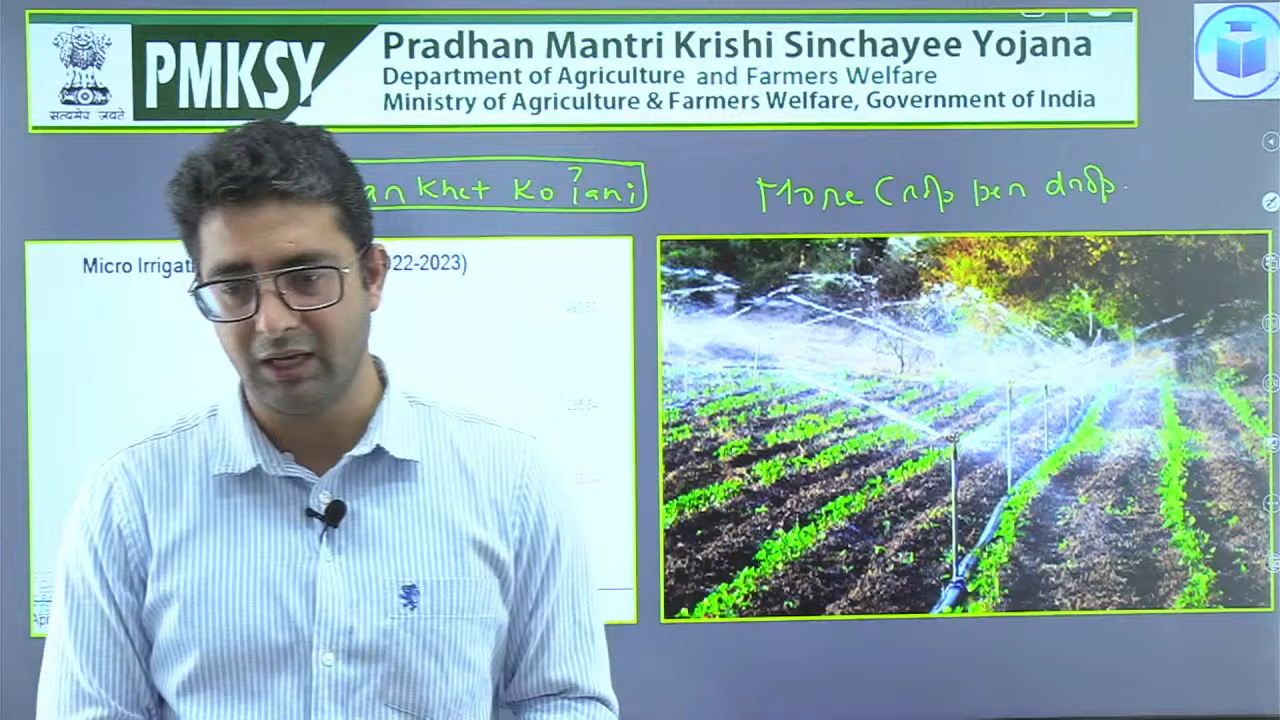 PMKSY
Pradhan Mantri Krishi Sinchayee Yojana
Department of Agriculture and Farmers Welfare
Ministry of Agriculture & Farmers Welfare, Government of India
सत्यमेव जयते
Khet Ko Pani
More Crop per drop.
Micro 22-2023)